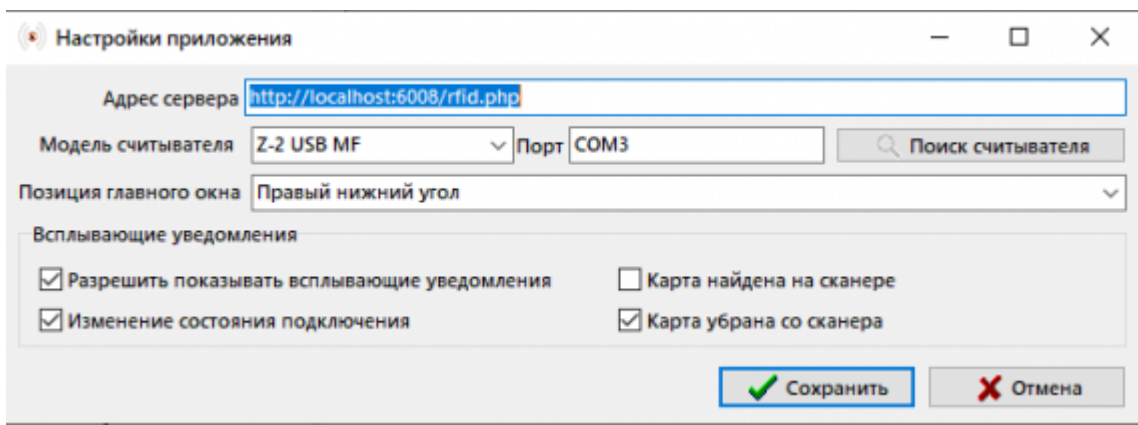 Настройки приложения
Адрес сервера http://localhost:6008/rfid.php
Модель считывателя Z-2 USB MF Порт COM3 Поиск считывателя
Позиция главного окна Правый нижний угол
Всплывающие уведомления
Разрешить показывать всплывающие уведомления Карта найдена на сканере
Изменение состояния подключения Карта убрана со сканера
Сохранить Отмена